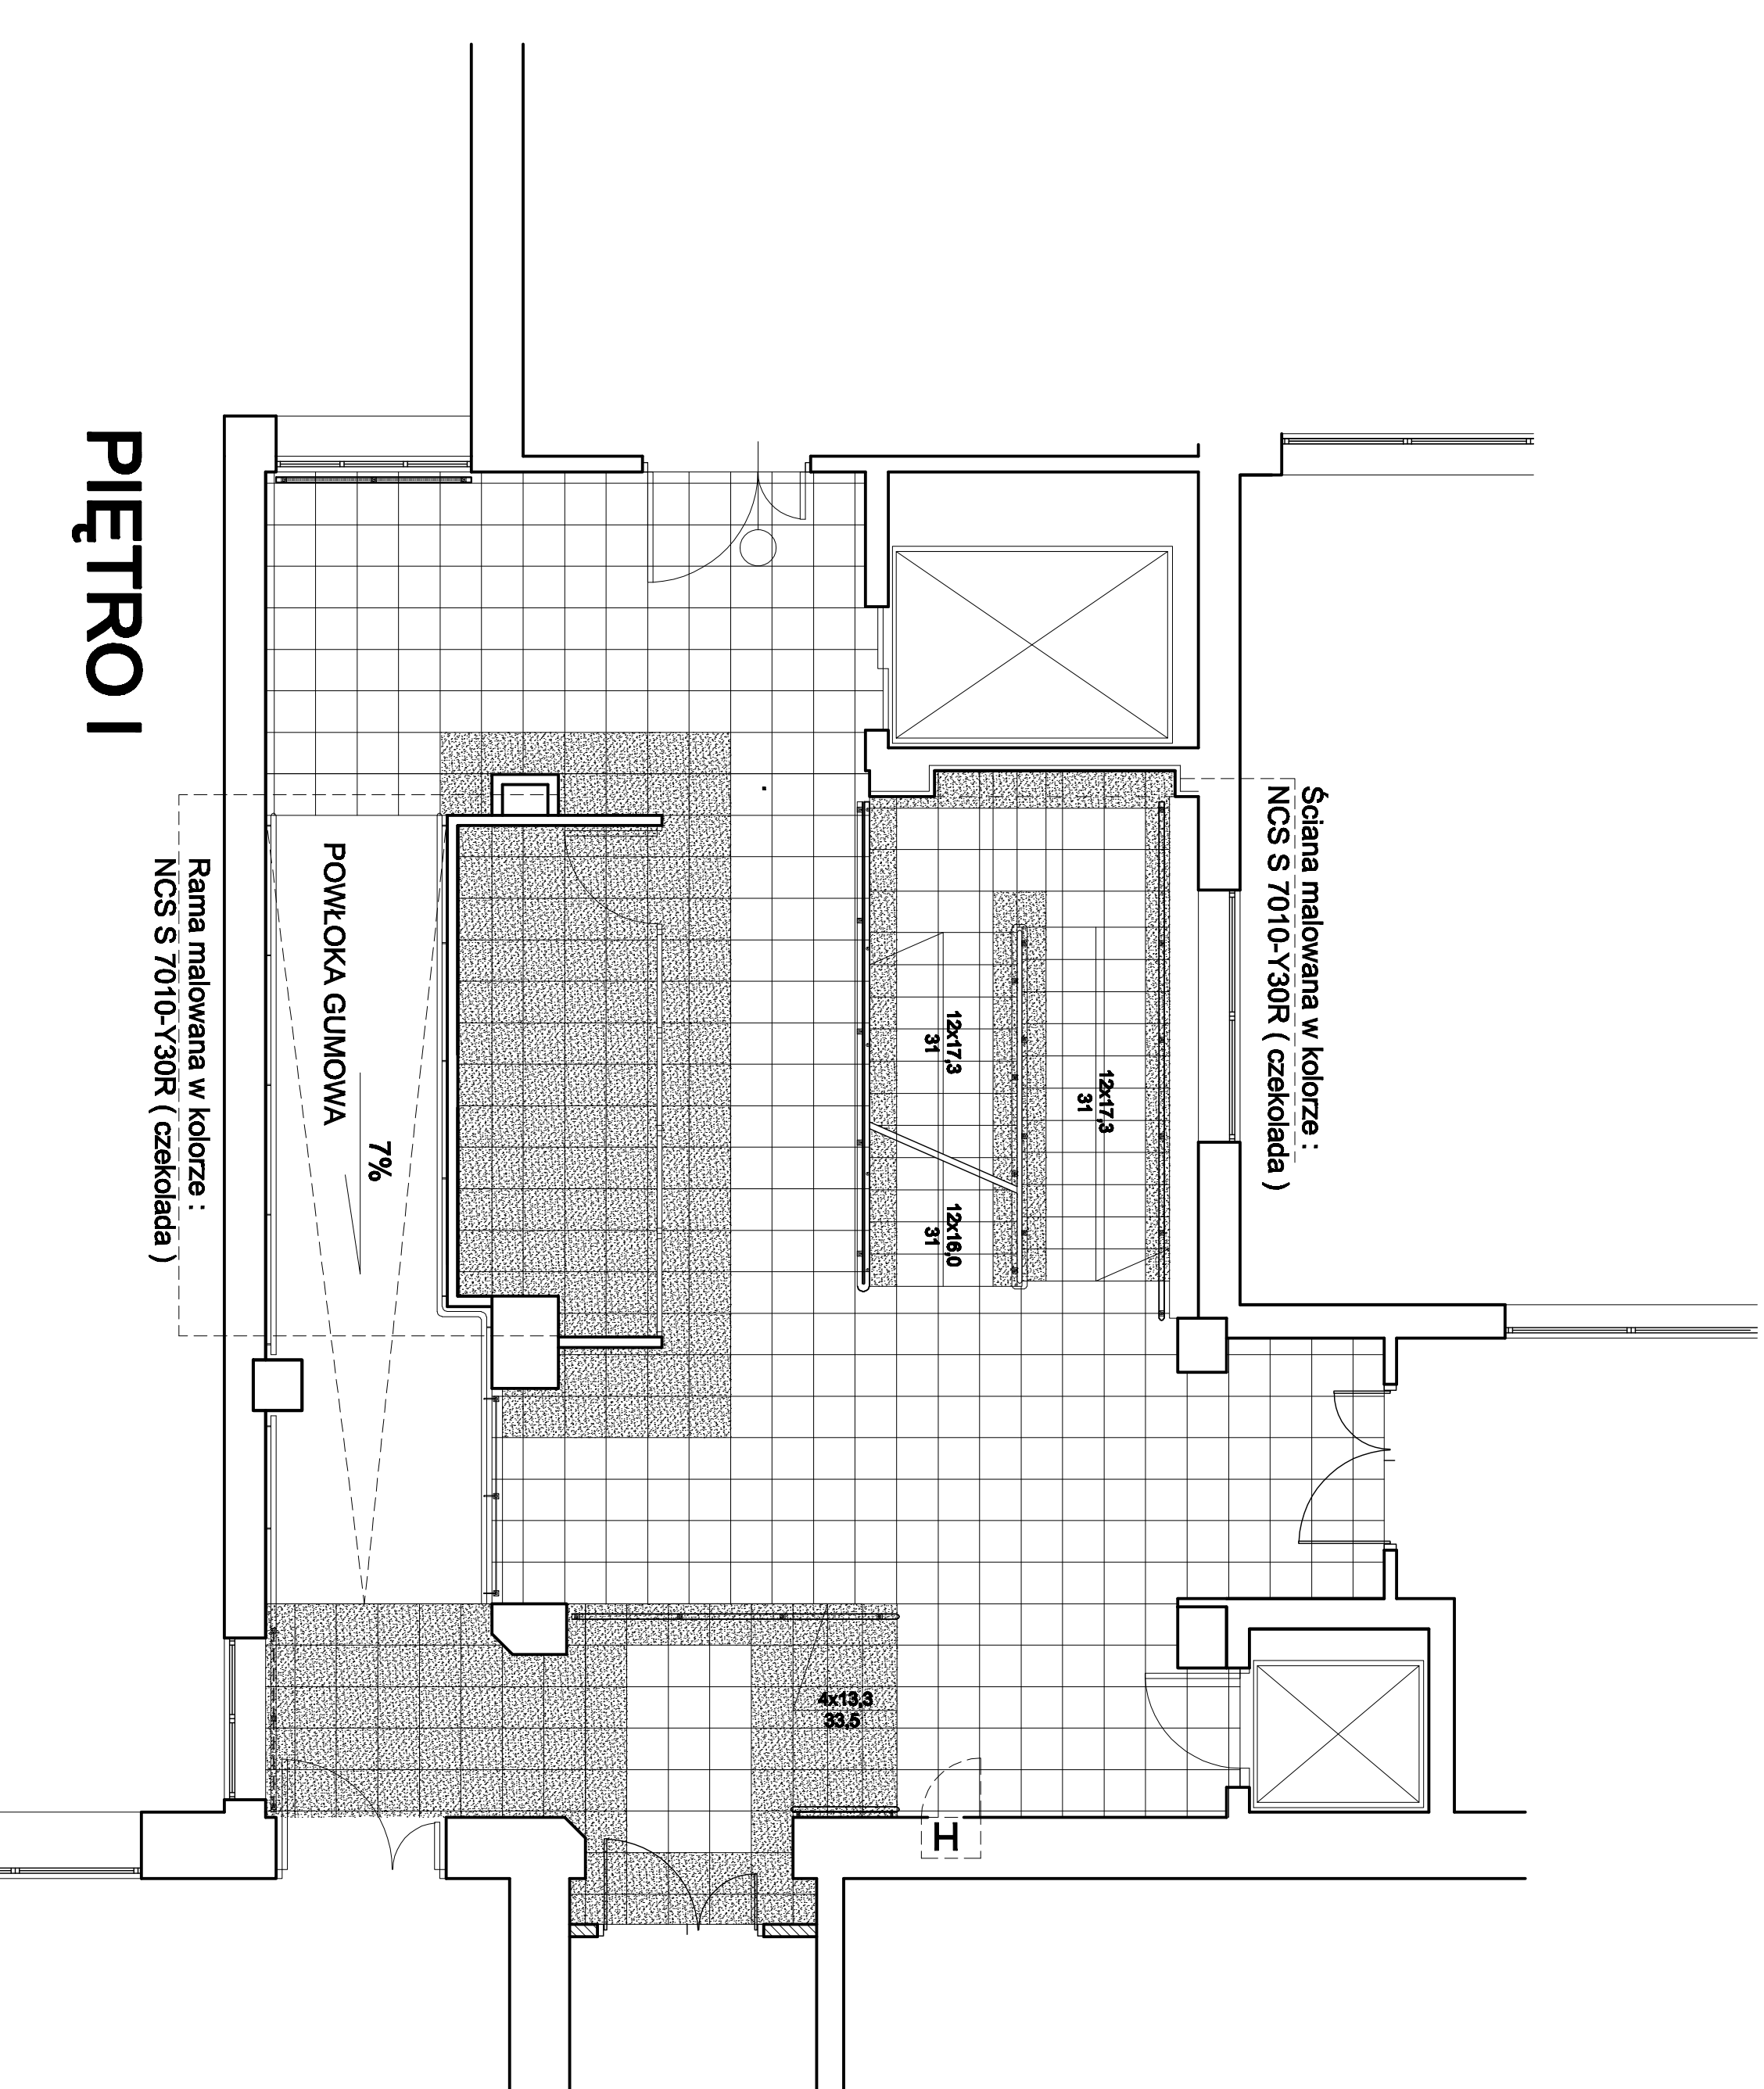 Ściana malowana w kolorze :
NCS S 7010-Y30R ( czekolada )
12x17,3
31
12x17,3
31
12x16,0
31
4x13,3
33,5
H
7%
POWŁOKA GUMOWA
Rama malowana w kolorze :
NCS S 7010-Y30R ( czekolada )
PIĘTRO I